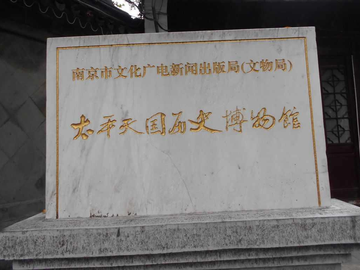 南京市文化广电新闻出版局(文物局)
太平天国历史博物馆